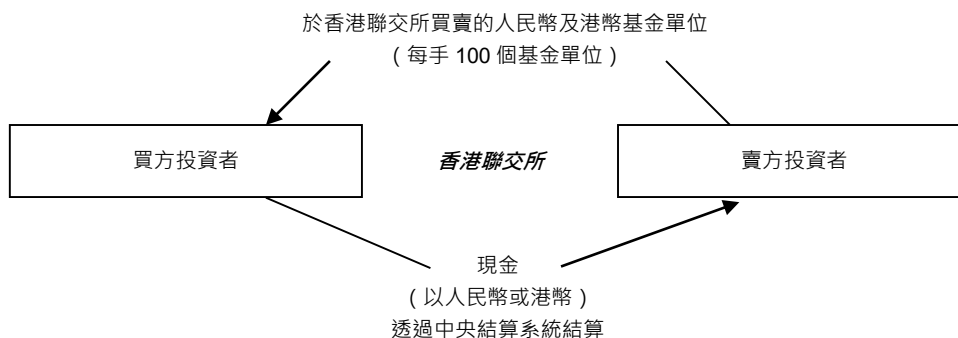 於香港聯交所買賣的人民幣及港幣基金單位
( 每手 100 個基金單位 )
買方投資者
香港聯交所
賣方投資者
現金
( 以人民幣或港幣 )
透過中央結算系統結算